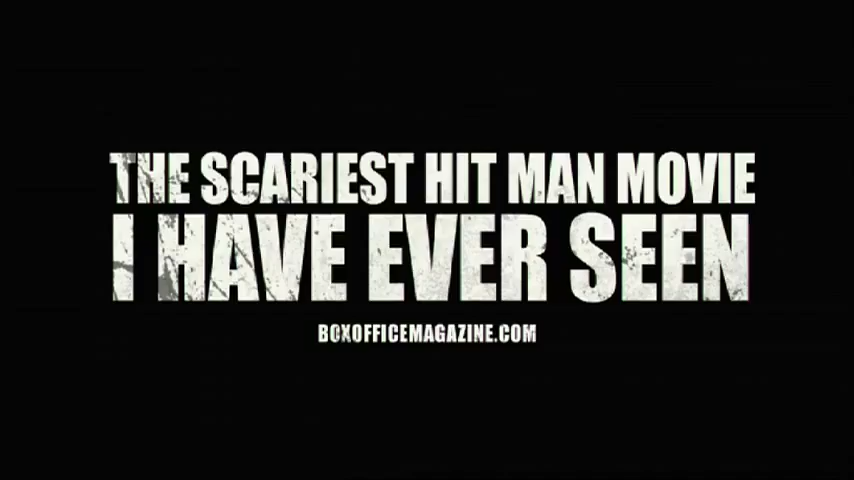 THE SCARIEST HIT MAN MOVIE
I HAVE EVER SEEN
BOXOFFICEMAGAZINE.COM